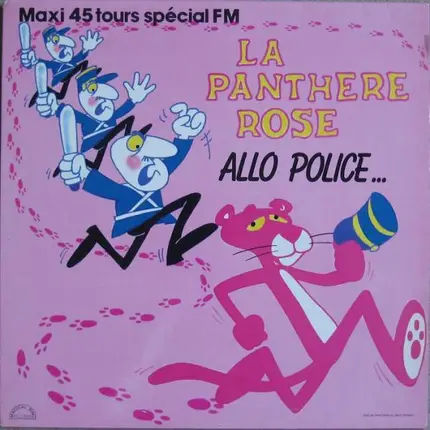 Maxi 45 tours spécial FM
LA
PANTHERE
ROSE
ALLO POLICE...